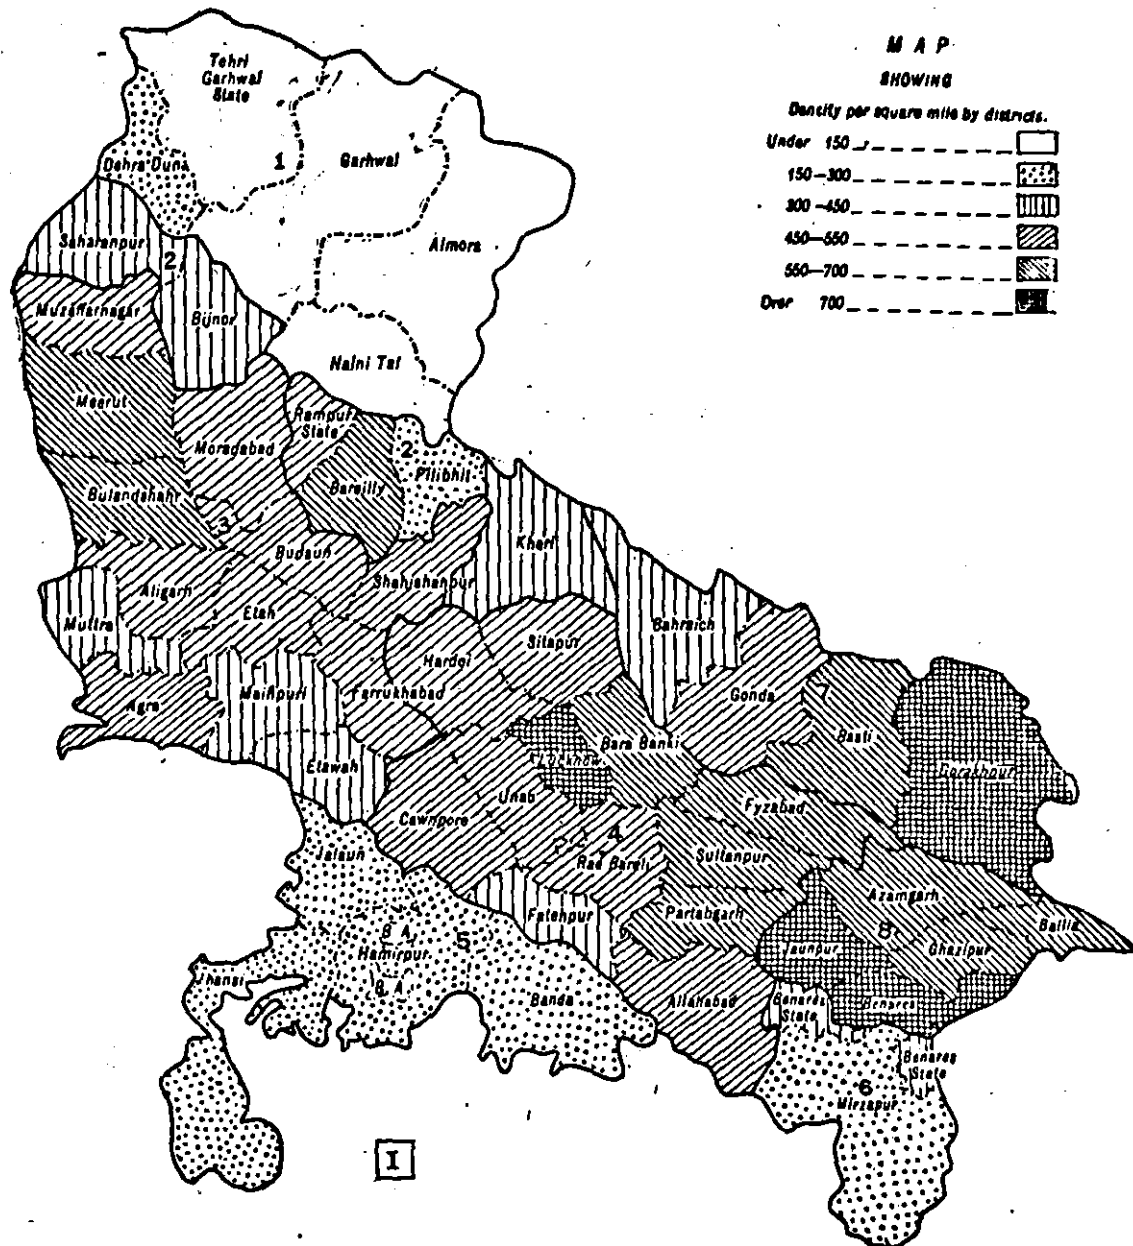 MAP
SHOWING
Density per square mile by districts.
Under 150
150—300
300—450
450—550
550—700
Over 700
Tehri
Garhwal
State
Dehra Dun
1
Garhwal
Almora
Saharanpur
2
Bijnor
Muzaffarnagar
Naini Tal
Meerut
Moradabad
Rampur
State
2
Pilibhit
Bareilly
Bulandshahr
3
Budaun
Kheri
Shahjahanpur
Aligarh
Etah
Muttra
Bahraich
Sitapur
Hardoi
Mainpuri
Farrukhabad
Gonda
7
Agra
Basti
Bara Banki
Lucknow
Gorakhpur
Etawah
Unao
Fyzabad
Cawnpore
4
Rae Bareli
Sultanpur
Jalaun
Azamgarh
Fatehpur
Partabgarh
Ballia
8 A
5
8
Jaunpur
Ghazipur
Hamirpur
Jhansi
8 A
Banda
Allahabad
Benares
State
Benares
Benares
State
6
Mirzapur
I